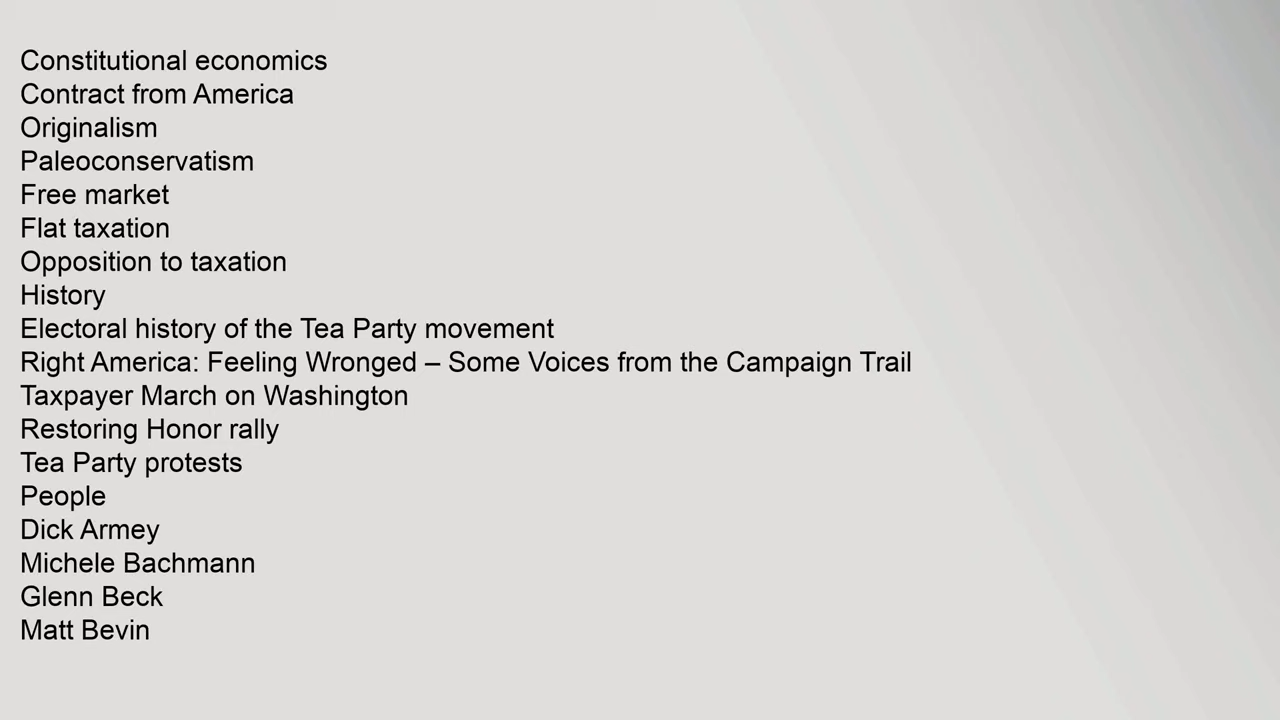 Constitutional economics
Contract from America
Originalism
Paleoconservatism
Free market
Flat taxation
Opposition to taxation
History
Electoral history of the Tea Party movement
Right America: Feeling Wronged – Some Voices from the Campaign Trail
Taxpayer March on Washington
Restoring Honor rally
Tea Party protests
People
Dick Armey
Michele Bachmann
Glenn Beck
Matt Bevin